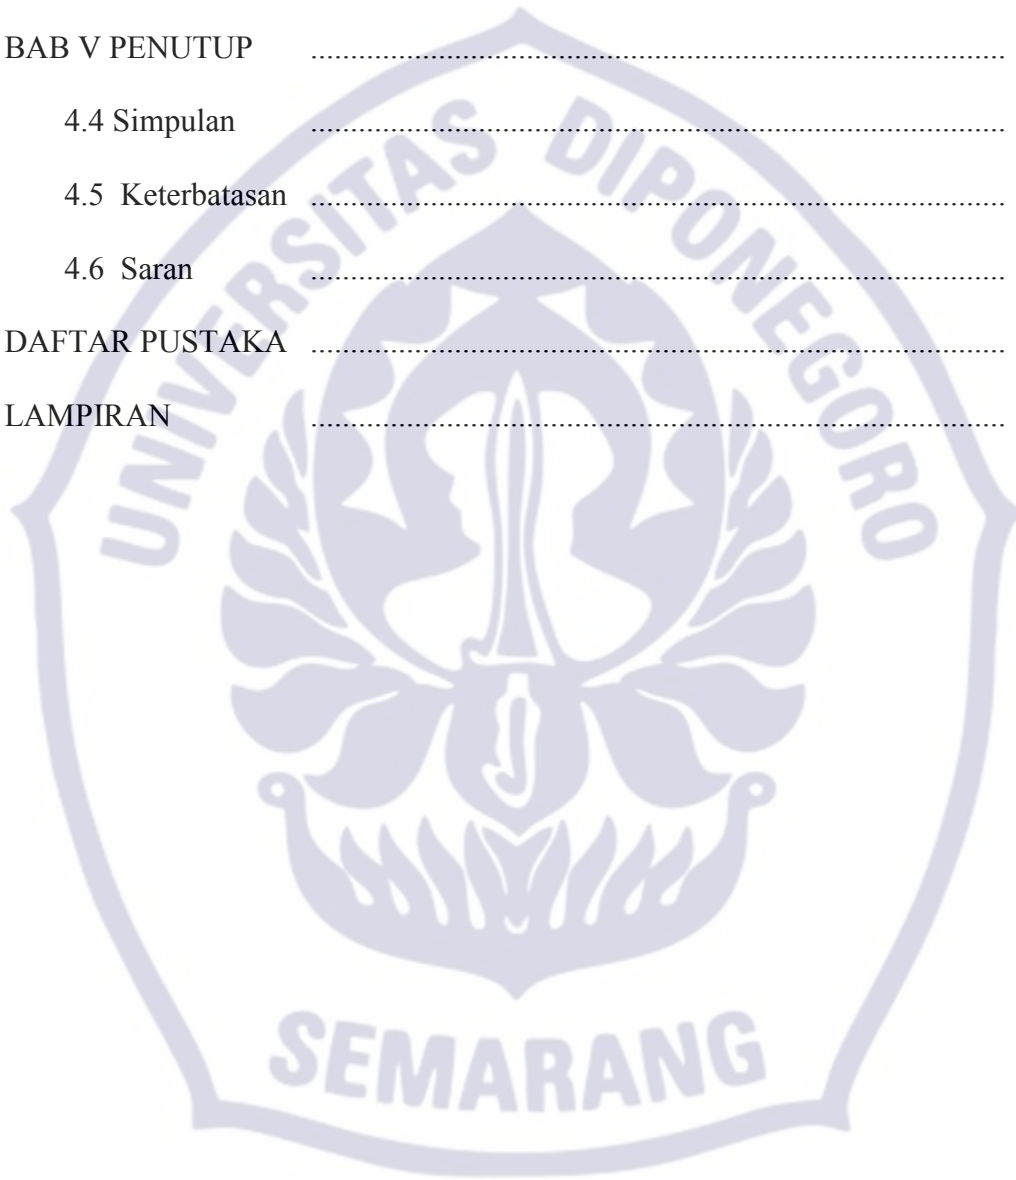 BAB V PENUTUP ......................................................................................
4.4 Simpulan ......................................................................................
4.5 Keterbatasan ......................................................................................
4.6 Saran ......................................................................................
DAFTAR PUSTAKA ......................................................................................
LAMPIRAN ......................................................................................
UNIVERSITAS DIPONEGORO
SEMARANG